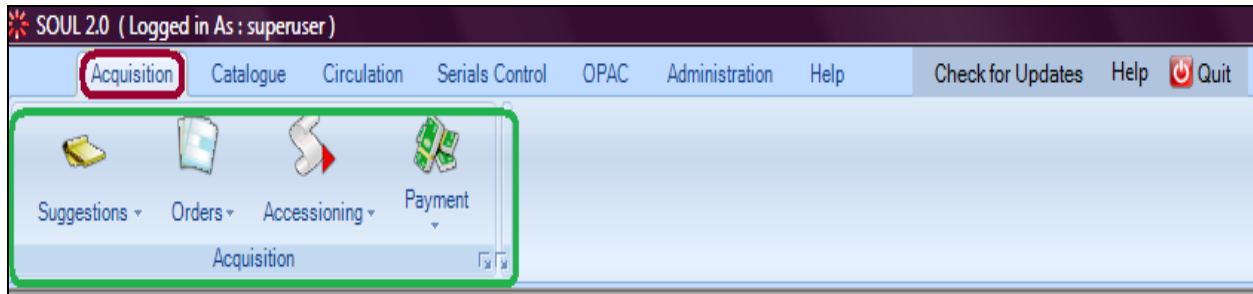 SOUL 2.0 ( Logged in As : superuser )
Acquisition Catalogue Circulation Serials Control OPAC Administration Help Check for Updates Help Quit
Suggestions Orders Accessioning Payment
Acquisition